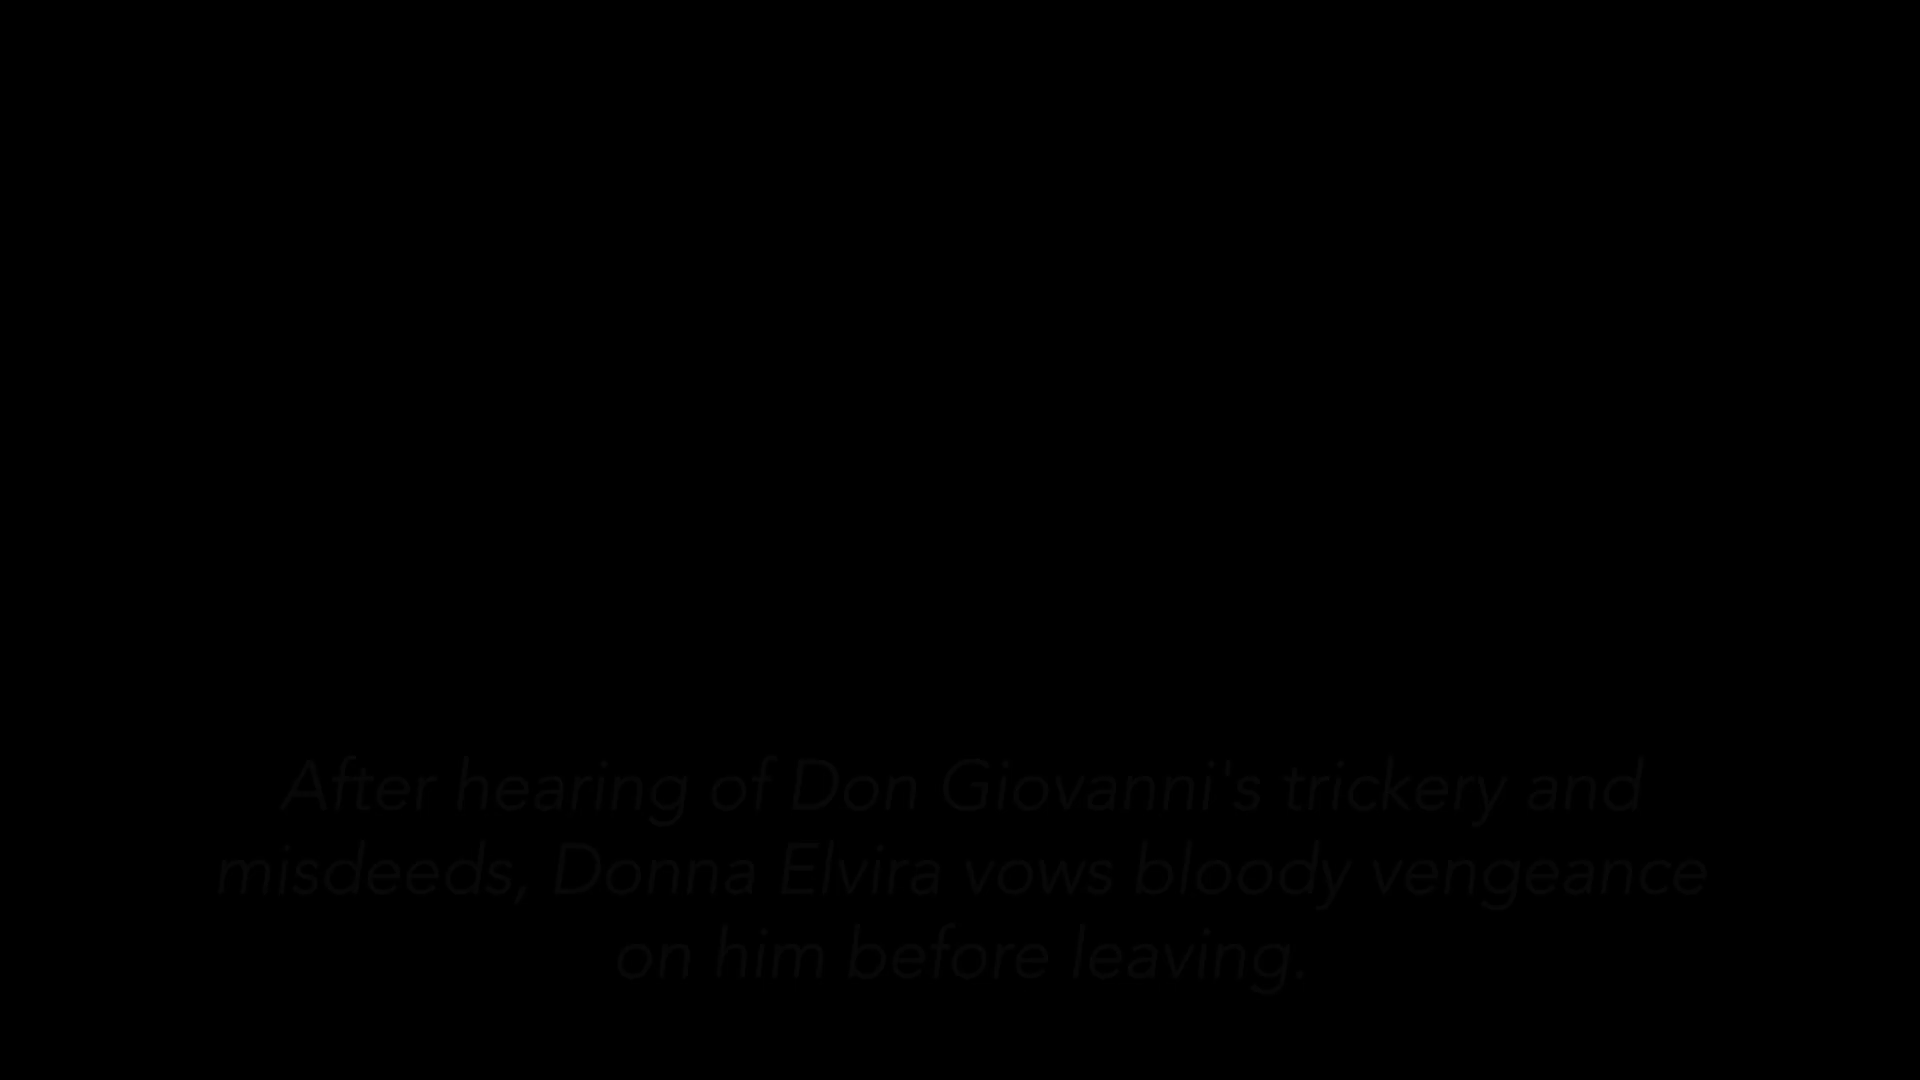 After hearing of Don Giovanni's trickery and
misdeeds, Donna Elvira vows bloody vengeance
on him before leaving.